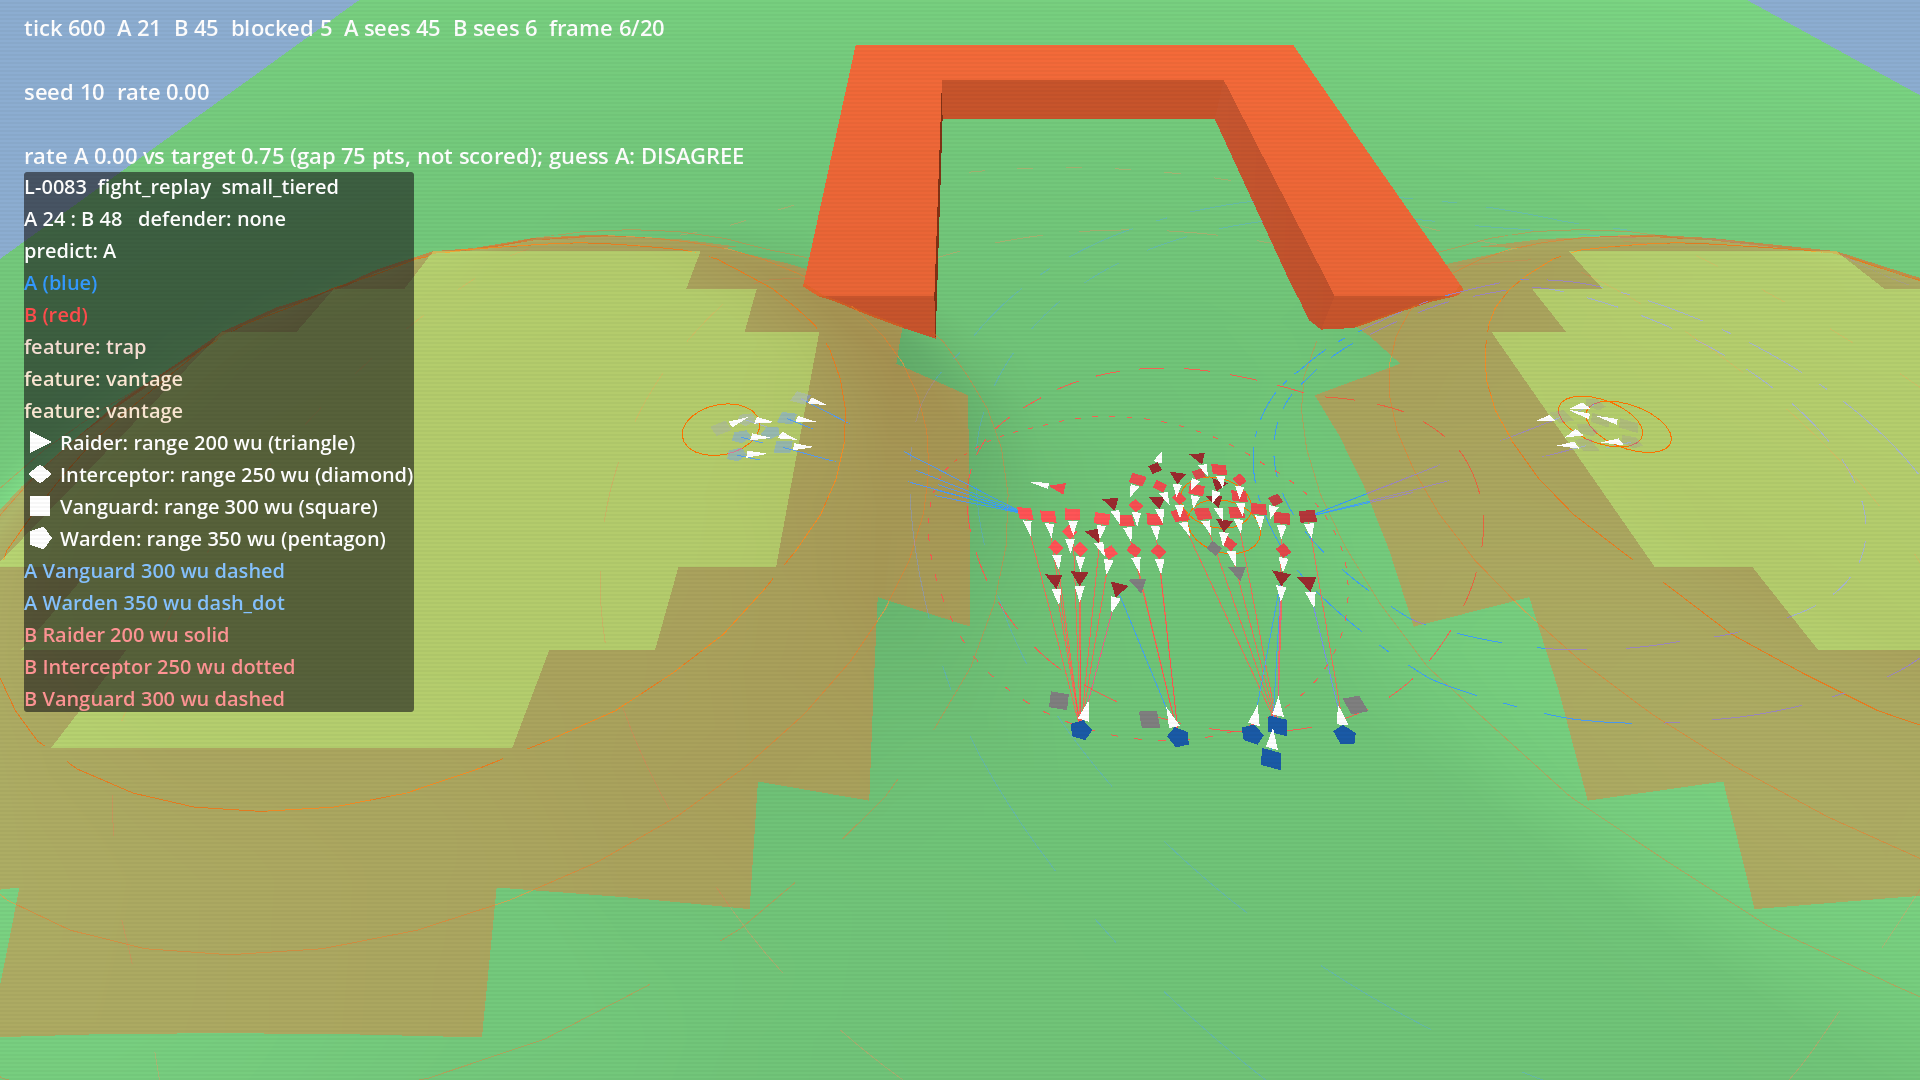 tick 600  A 21  B 45  blocked 5  A sees 45  B sees 6  frame 6/20
seed 10  rate 0.00
rate A 0.00 vs target 0.75 (gap 75 pts, not scored); guess A: DISAGREE
L-0083  fight_replay  small_tiered
A 24 : B 48   defender: none
predict: A
A (blue)
B (red)
feature: trap
feature: vantage
feature: vantage
Raider: range 200 wu (triangle)
Interceptor: range 250 wu (diamond)
Vanguard: range 300 wu (square)
Warden: range 350 wu (pentagon)
A Vanguard 300 wu dashed
A Warden 350 wu dash_dot
B Raider 200 wu solid
B Interceptor 250 wu dotted
B Vanguard 300 wu dashed